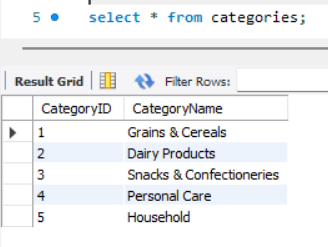 5 select * from categories;
Result Grid Filter Rows:
CategoryID CategoryName
1 Grains & Cereals
2 Dairy Products
3 Snacks & Confectioneries
4 Personal Care
5 Household